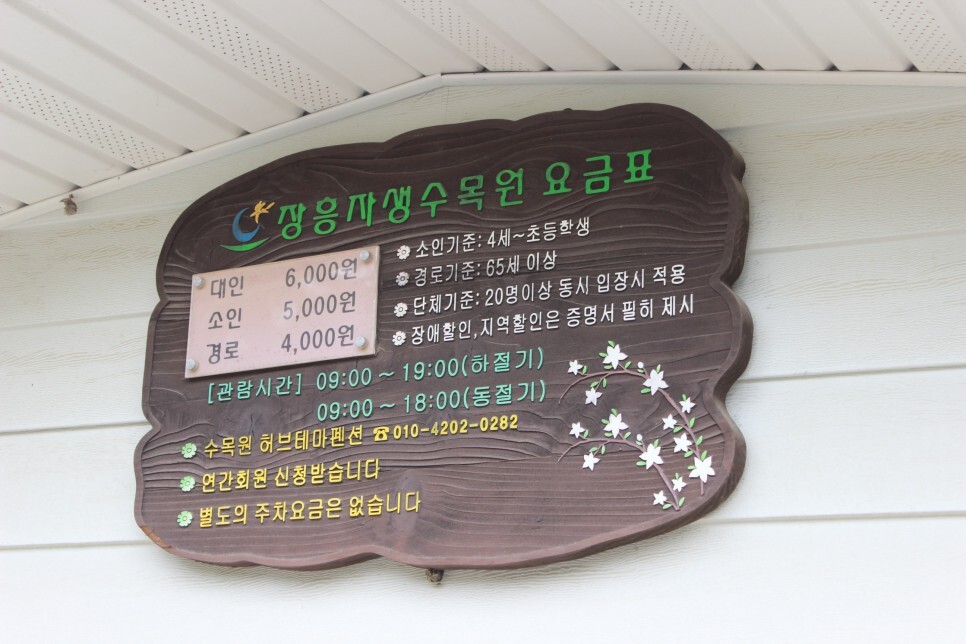 장흥자생수목원 요금표
대인 6,000원
소인 5,000원
경로 4,000원
소인기준: 4세~초등학생
경로기준: 65세 이상
단체기준: 20명이상 동시 입장시 적용
장애할인,지역할인은 증명서 필히 제시
[관람시간] 09:00 ~ 19:00(하절기)
09:00 ~ 18:00(동절기)
수목원 허브테마펜션 ☎010-4202-0282
연간회원 신청받습니다
별도의 주차요금은 없습니다